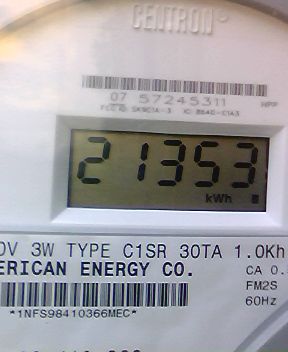 CENTRON
07 57245311
21353
kWh
0V 3W TYPE C1SR 30TA 1.0Kh
ERICAN ENERGY CO.
CA 0.
FM2S
60Hz
*1NFS98410366MEC*